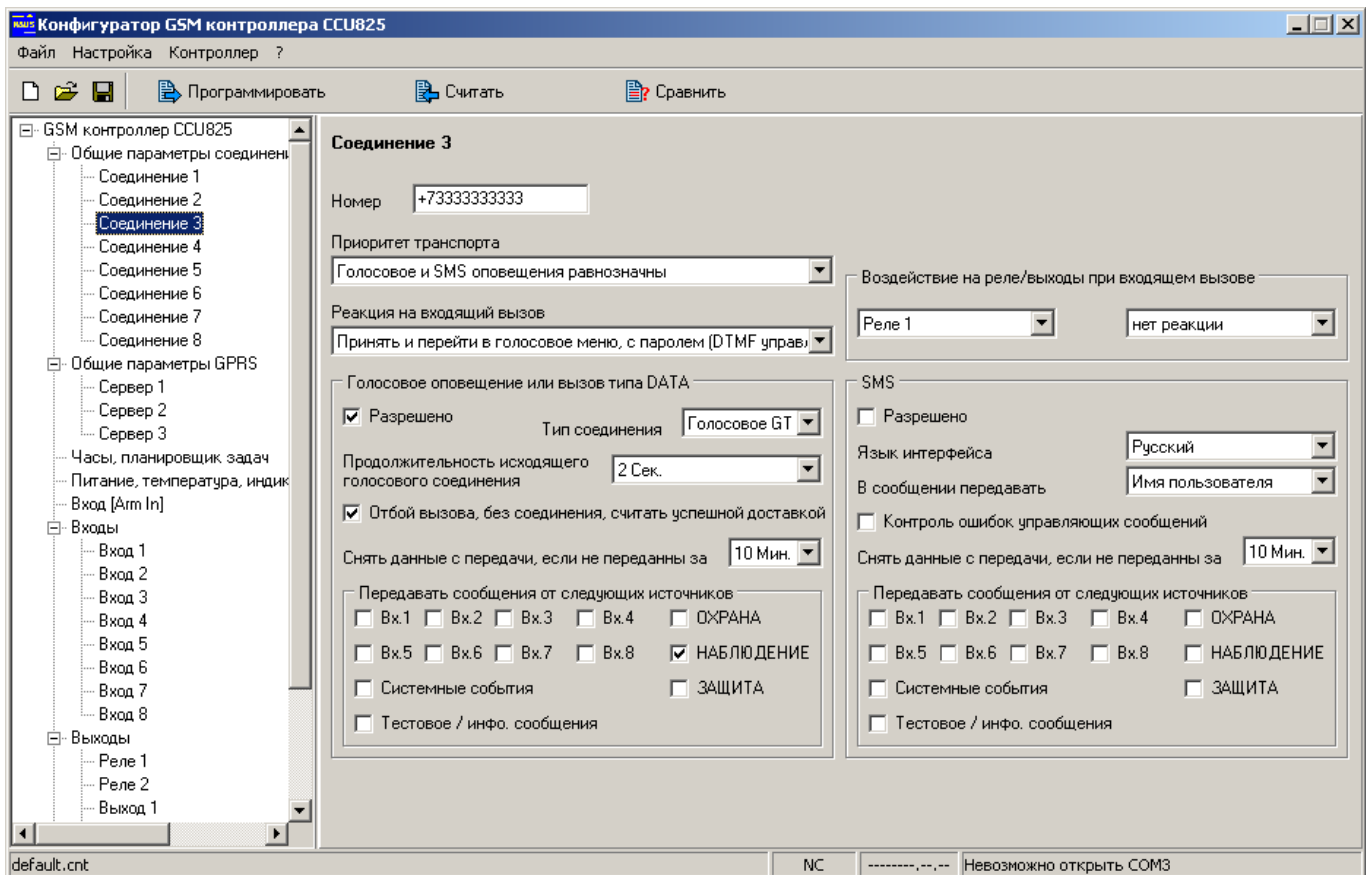 Конфигуратор GSM контроллера CCU825
Файл Настройка Контроллер ?
Программировать Считать Сравнить
GSM контроллер CCU825
Общие параметры соединени
Соединение 1
Соединение 2
Соединение 3
Соединение 4
Соединение 5
Соединение 6
Соединение 7
Соединение 8
Общие параметры GPRS
Сервер 1
Сервер 2
Сервер 3
Часы, планировщик задач
Питание, температура, индик
Вход [Arm In]
Входы
Вход 1
Вход 2
Вход 3
Вход 4
Вход 5
Вход 6
Вход 7
Вход 8
Выходы
Реле 1
Реле 2
Выход 1
Соединение 3
Номер +73333333333
Приоритет транспорта
Голосовое и SMS оповещения равнозначны
Реакция на входящий вызов
Принять и перейти в голосовое меню, с паролем (DTMF управл
Воздействие на реле/выходы при входящем вызове
Реле 1 нет реакции
Голосовое оповещение или вызов типа DATA
Разрешено
Тип соединения Голосовое GT
Продолжительность исходящего
голосового соединения
2 Сек.
Отбой вызова, без соединения, считать успешной доставкой
Снять данные с передачи, если не переданны за 10 Мин.
Передавать сообщения от следующих источников
Вх.1 Вх.2 Вх.3 Вх.4 ОХРАНА
Вх.5 Вх.6 Вх.7 Вх.8 НАБЛЮДЕНИЕ
Системные события ЗАЩИТА
Тестовое / инфо. сообщения
SMS
Разрешено
Язык интерфейса Русский
В сообщении передавать Имя пользователя
Контроль ошибок управляющих сообщений
Снять данные с передачи, если не переданны за 10 Мин.
Передавать сообщения от следующих источников
Вх.1 Вх.2 Вх.3 Вх.4 ОХРАНА
Вх.5 Вх.6 Вх.7 Вх.8 НАБЛЮДЕНИЕ
Системные события ЗАЩИТА
Тестовое / инфо. сообщения
default.cnt NC --------,--,-- Невозможно открыть COM3